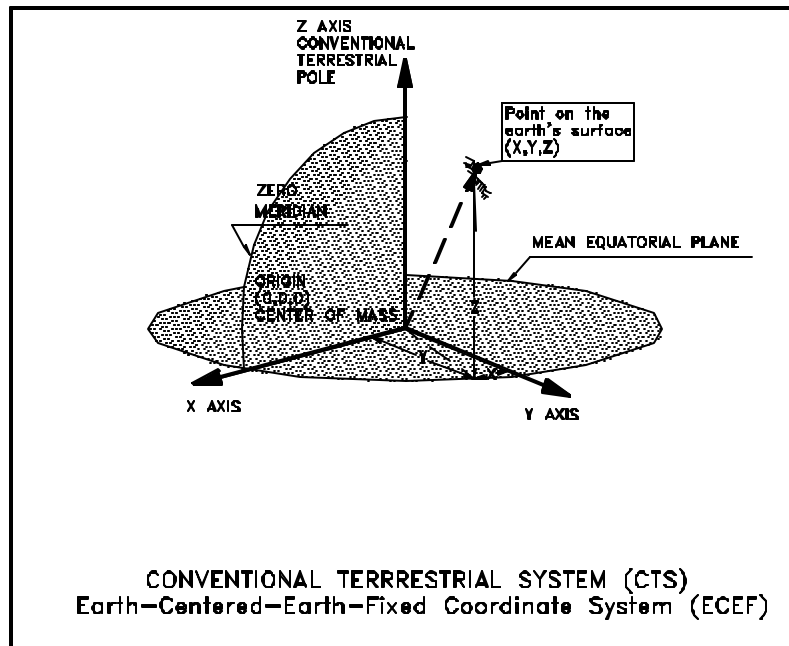 Z AXIS
CONVENTIONAL
TERRESTRIAL
POLE
Point on the
earth's surface
(X,Y,Z)
ZERO
MERIDIAN
MEAN EQUATORIAL PLANE
ORIGIN
(0,0,0)
CENTER OF MASS
Z
Y
X
X AXIS
Y AXIS
CONVENTIONAL TERRRESTRIAL SYSTEM (CTS)
Earth-Centered-Earth-Fixed Coordinate System (ECEF)